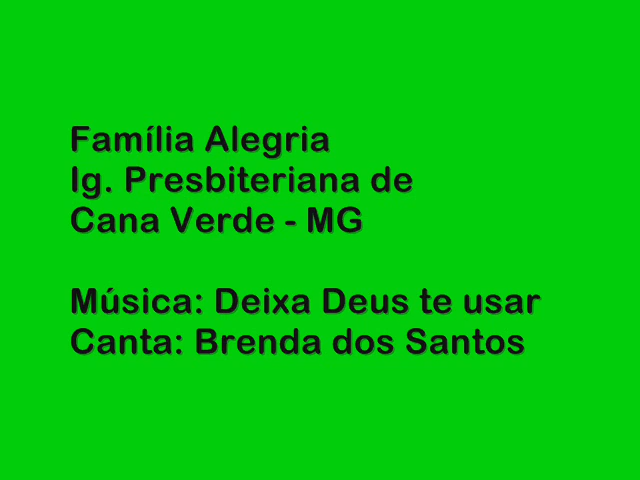 Família Alegria
Ig. Presbiteriana de
Cana Verde - MG
Música: Deixa Deus te usar
Canta: Brenda dos Santos